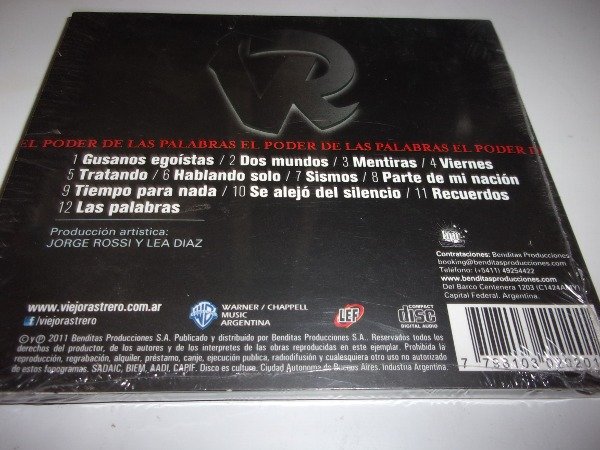 VR
EL PODER DE LAS PALABRAS EL PODER DE LAS PALABRAS EL PODER D
1 Gusanos egoístas / 2 Dos mundos / 3 Mentiras / 4 Viernes
5 Tratando / 6 Hablando solo / 7 Sismos / 8 Parte de mi nación
9 Tiempo para nada / 10 Se alejó del silencio / 11 Recuerdos
12 Las palabras
Producción artística:
JORGE ROSSI Y LEA DIAZ
Contrataciones: Benditas Producciones
booking@benditasproducciones.com
Telefono: (+5411) 49254422
www.benditasproducciones.com
Del Barco Centenera 1203
Capital Federal. Argentina.
www.viejorastrero.com.ar
f/viejorastrero
WARNER / CHAPPELL
MUSIC
ARGENTINA
LEF
COMPACT
disc
DIGITAL AUDIO
© y ℗ 2011 Benditas Producciones S.A. Publicado y distribuido por Benditas Producciones S.A. Reservados todos los
derechos del productor, de los autores y de los intérpretes de las obras reproducidas en este ejemplar. Prohibida la
reproducción, regrabación, alquiler, préstamo, canje, ejecución publica, radiodifusión y cualesquiera otro uso no autorizado
de estos fonogramas. SADAIC, BIEM, AADI, CAPIF. Disco es cultura. Ciudad Autonoma de Buenos Aires. Industria Argentina.